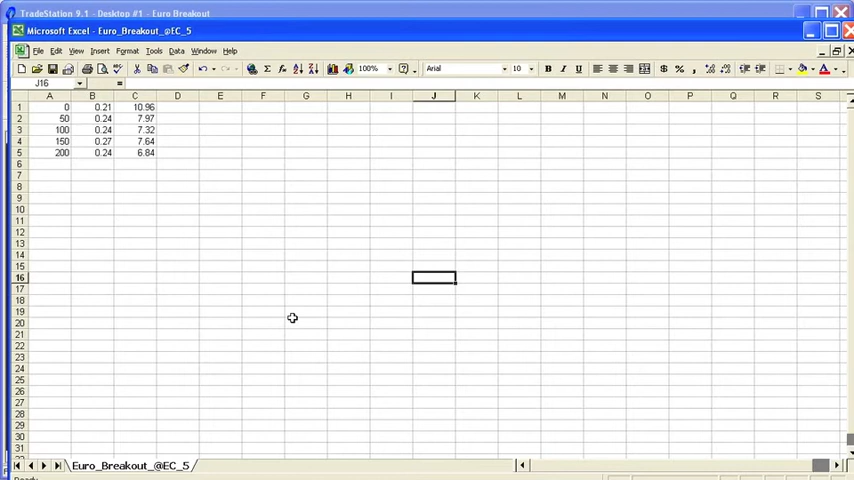 TradeStation 9.1 - Desktop #1 - Euro Breakout
Microsoft Excel - Euro_Breakout_@EC_5
File Edit View Insert Format Tools Data Window Help
100% Arial 10 B I U
J16 =
A B C D E F G H I J K L M N O P Q R S
1 0 0.21 10.96
2 50 0.24 7.97
3 100 0.24 7.32
4 150 0.27 7.64
5 200 0.24 6.84
6
7
8
9
10
11
12
13
14
15
16
17
18
19
20
21
22
23
24
25
26
27
28
29
30
31
Euro_Breakout_@EC_5